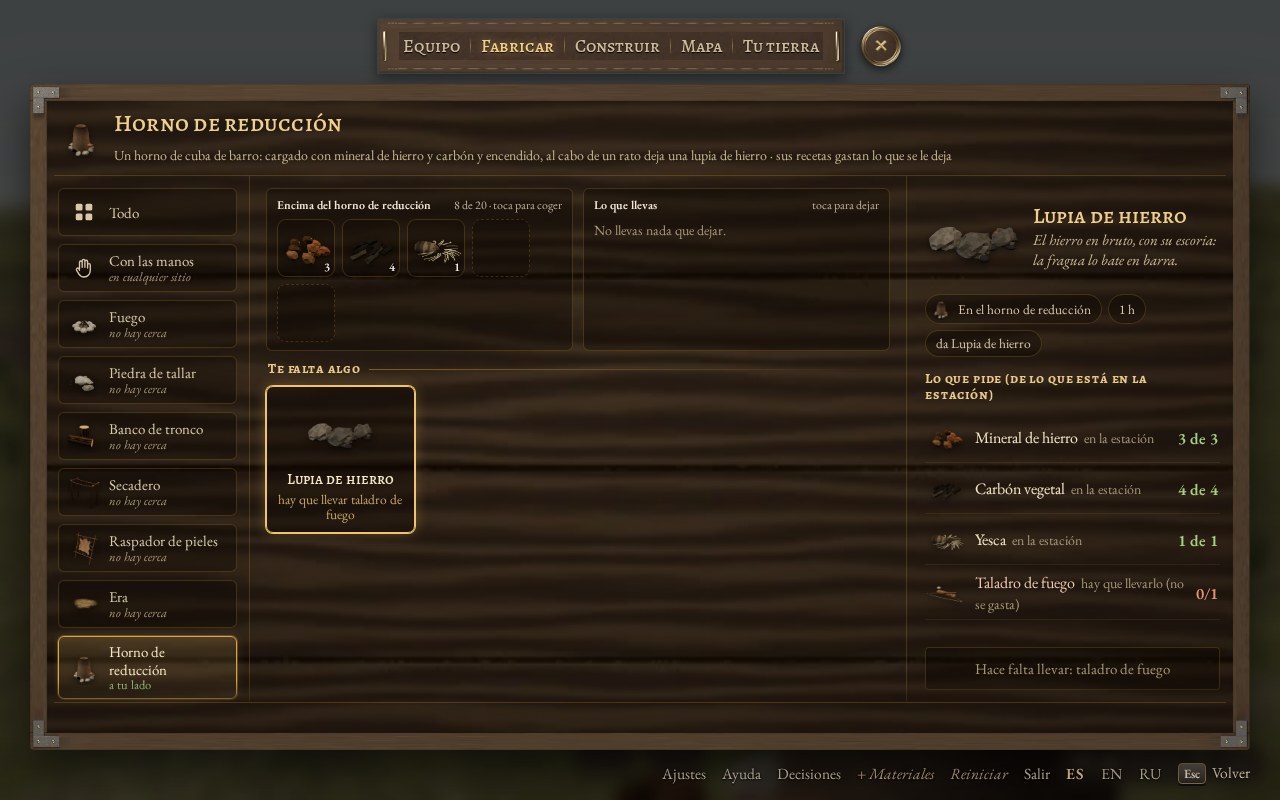 Equipo
Fabricar
Construir
Mapa
Tu tierra
Horno de reducción
Un horno de cuba de barro: cargado con mineral de hierro y carbón y encendido, al cabo de un rato deja una lupia de hierro · sus recetas gastan lo que se le deja
Todo
Con las manos
en cualquier sitio
Fuego
no hay cerca
Piedra de tallar
no hay cerca
Banco de tronco
no hay cerca
Secadero
no hay cerca
Raspador de pieles
no hay cerca
Era
no hay cerca
Horno de
reducción
a tu lado
Encima del horno de reducción
8 de 20 · toca para coger
3
4
1
Lo que llevas
toca para dejar
No llevas nada que dejar.
Te falta algo
Lupia de hierro
hay que llevar taladro de
fuego
Lupia de hierro
El hierro en bruto, con su escoria:
la fragua lo bate en barra.
En el horno de reducción
1 h
da Lupia de hierro
Lo que pide (de lo que está en la
estación)
Mineral de hierro en la estación 3 de 3
Carbón vegetal en la estación 4 de 4
Yesca en la estación 1 de 1
Taladro de fuego hay que llevarlo (no
se gasta)
0/1
Hace falta llevar: taladro de fuego
Ajustes
Ayuda
Decisiones
+ Materiales
Reiniciar
Salir
ES
EN
RU
Esc
Volver